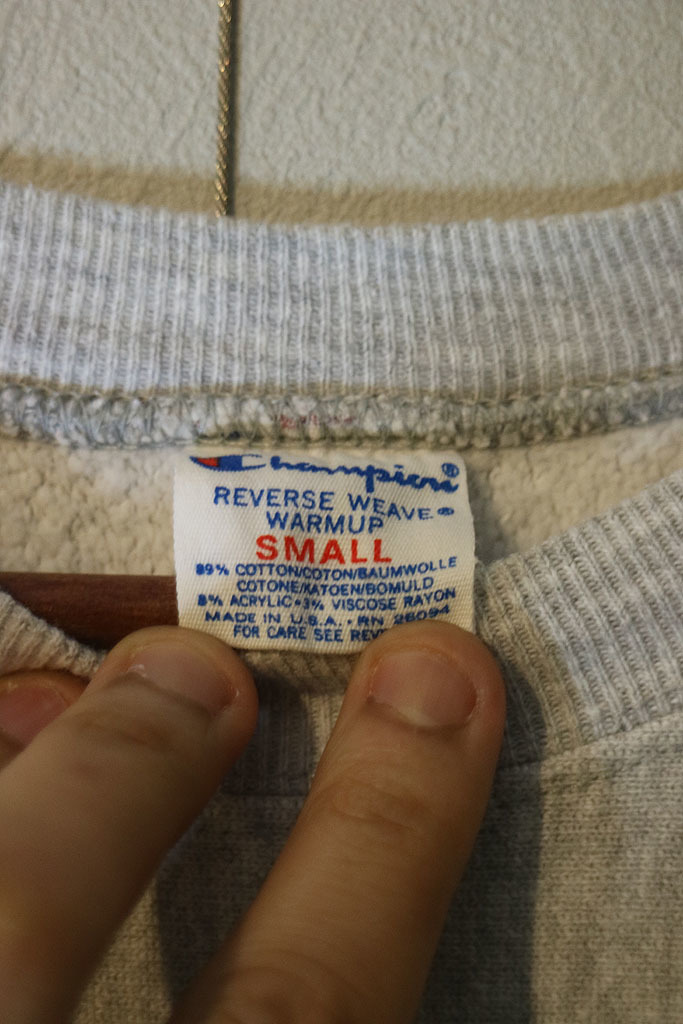 Champion®
REVERSE WEAVE®
WARMUP
SMALL
89% COTTON/COTON/BAUMWOLLE
COTONE/KATOEN/BOMULD
8% ACRYLIC•3% VISCOSE RAYON
MADE IN U.S.A. • RN 26094
FOR CARE SEE